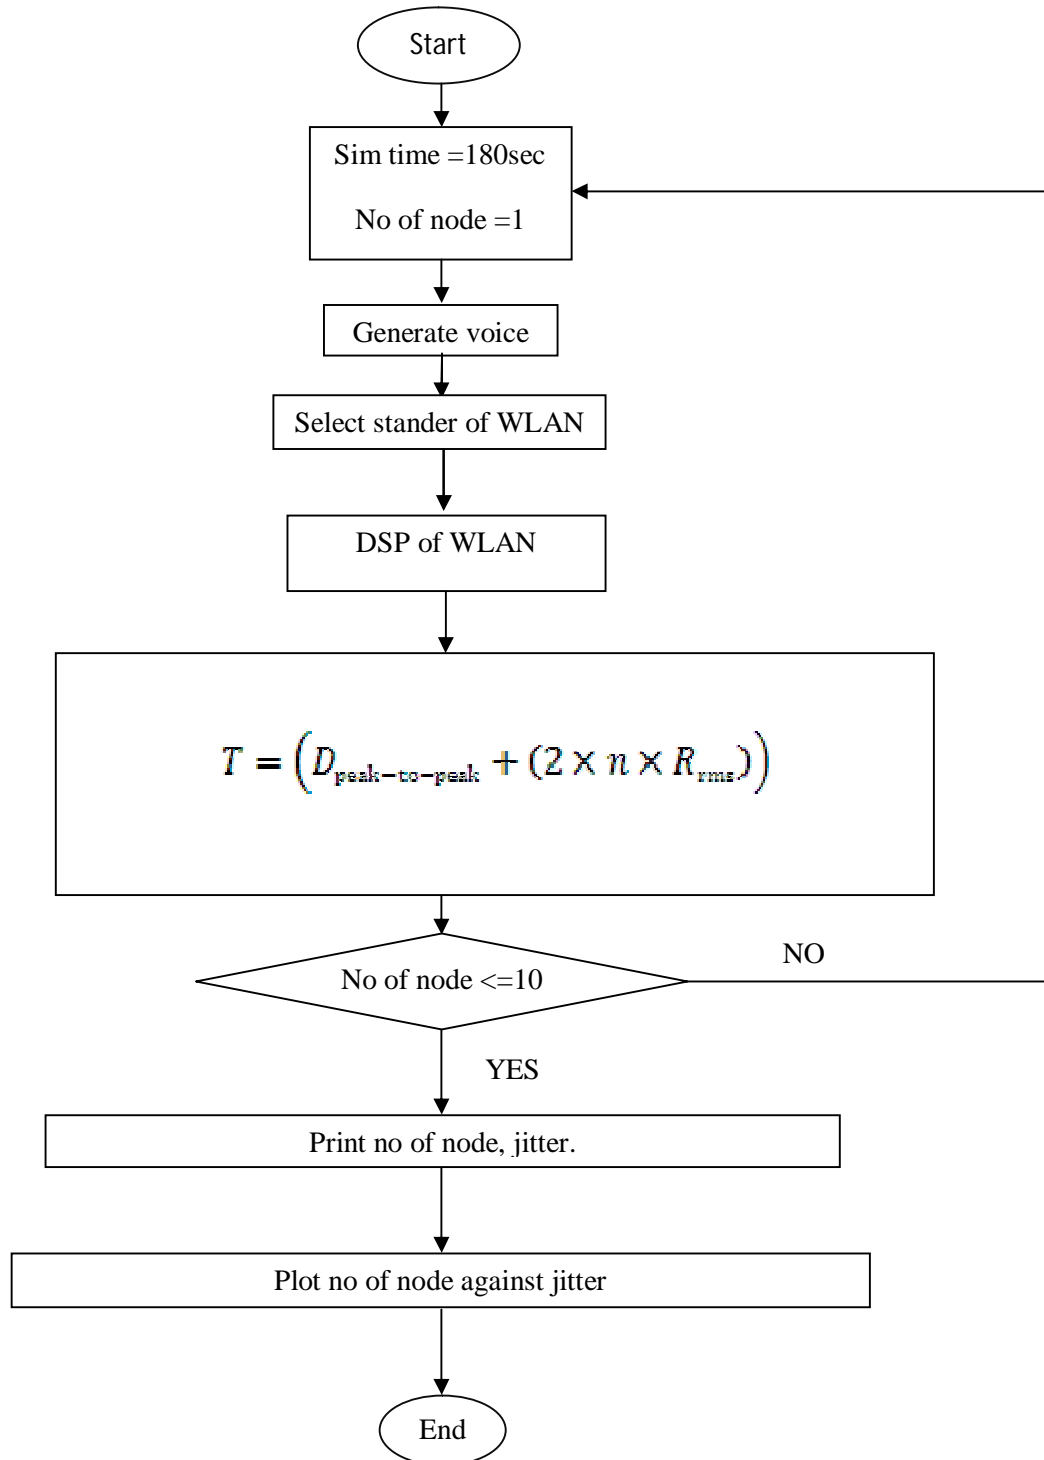 Start
Sim time =180sec
No of node =1
Generate voice
Select stander of WLAN
DSP of WLAN
T = (D_peak-to-peak + (2 × n × R_rms))
No of node <=10
NO
YES
Print no of node, jitter.
Plot no of node against jitter
End